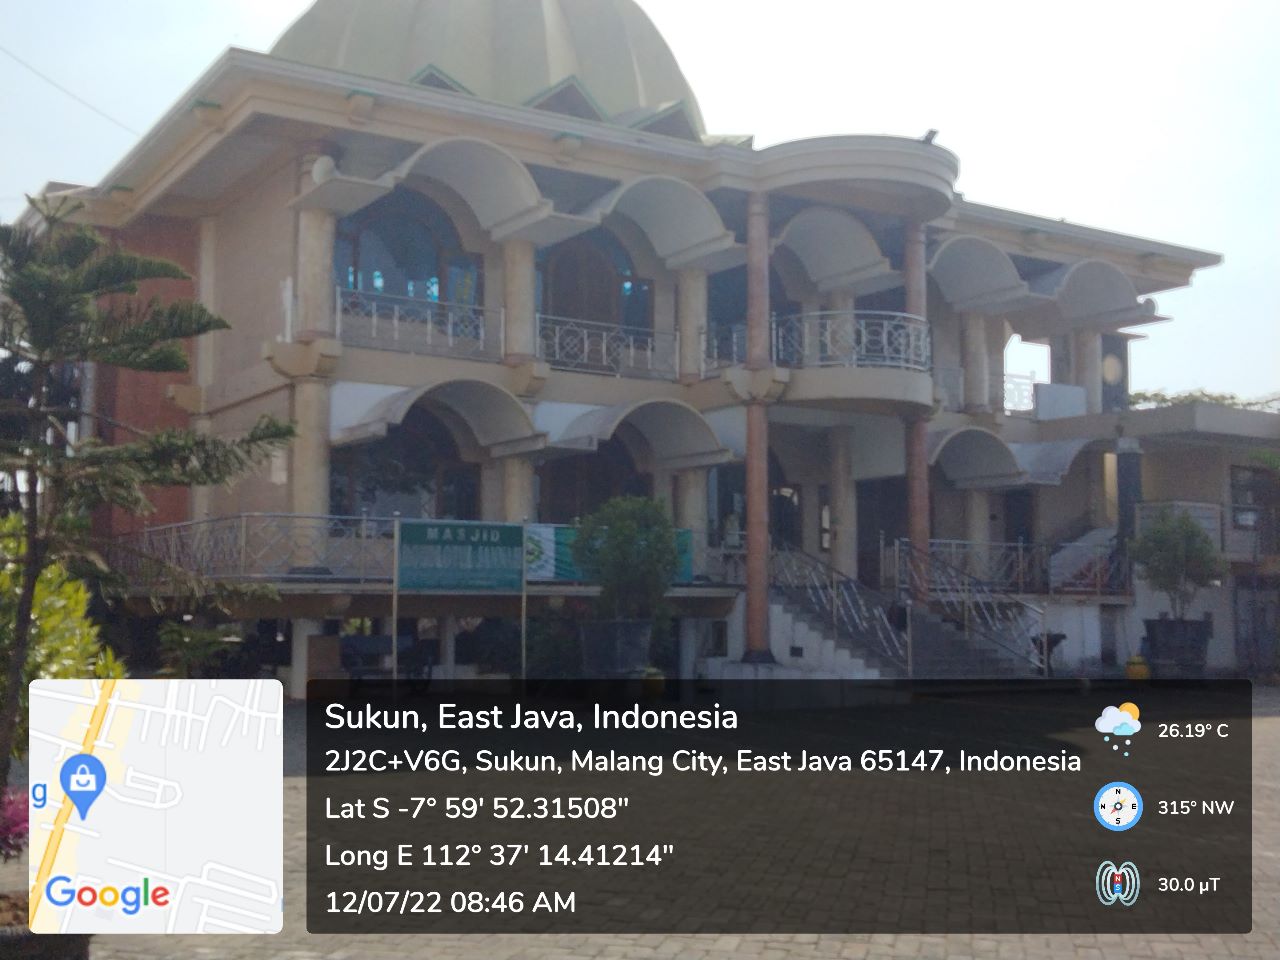 MASJID
Sukun, East Java, Indonesia
2J2C+V6G, Sukun, Malang City, East Java 65147, Indonesia
Lat S -7° 59' 52.31508"
Long E 112° 37' 14.41214"
12/07/22 08:46 AM
26.19° C
315° NW
30.0 µT
N
N E
S
N
S
g
Google